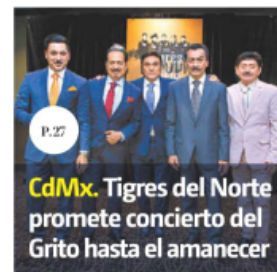 P.27
CdMx. Tigres del Norte
promete concierto del
Grito hasta el amanecer